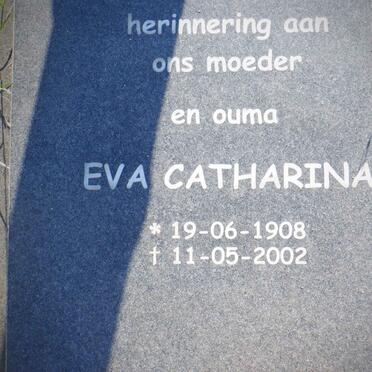 herinnering aan
ons moeder
en ouma
EVA CATHARINA
* 19-06-1908
† 11-05-2002